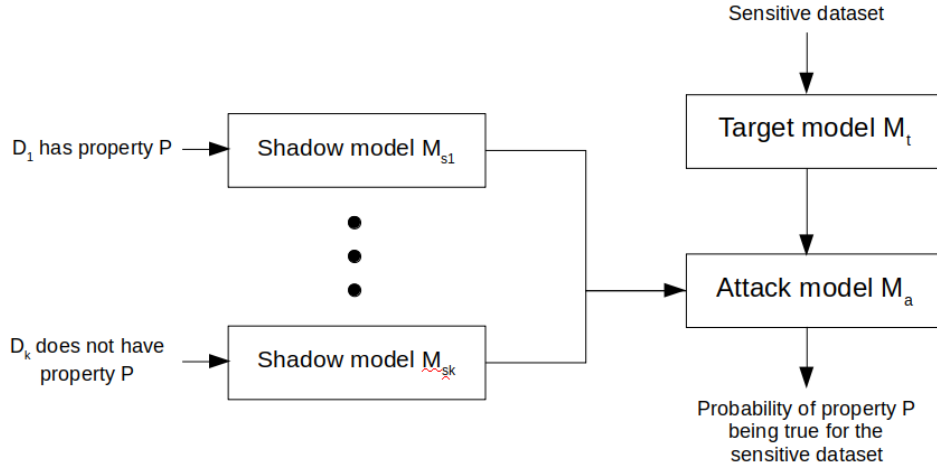 Sensitive dataset
Target model Mₜ
D₁ has property P
Shadow model Mₛ₁
Attack model Mₐ
Dₖ does not have
property P
Shadow model Mₛₖ
Probability of property P
being true for the
sensitive dataset